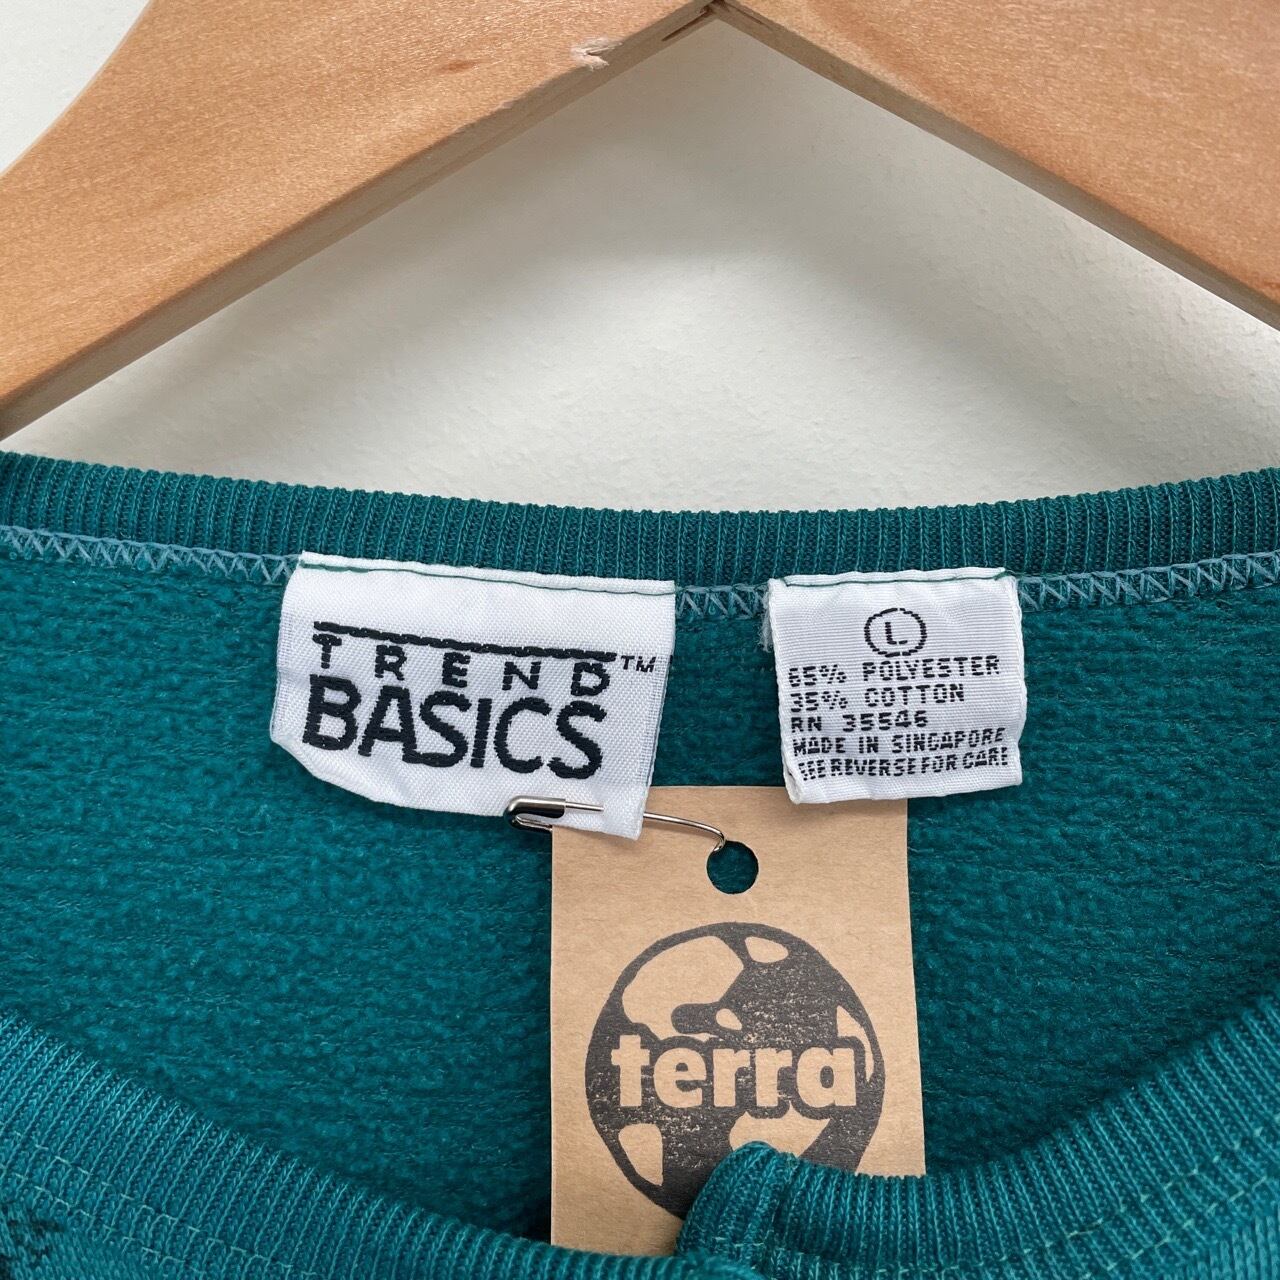 TREND™
BASICS
L
65% POLYESTER
35% COTTON
RN 35546
MADE IN SINGAPORE
SEE REVERSE FOR CARE
terra